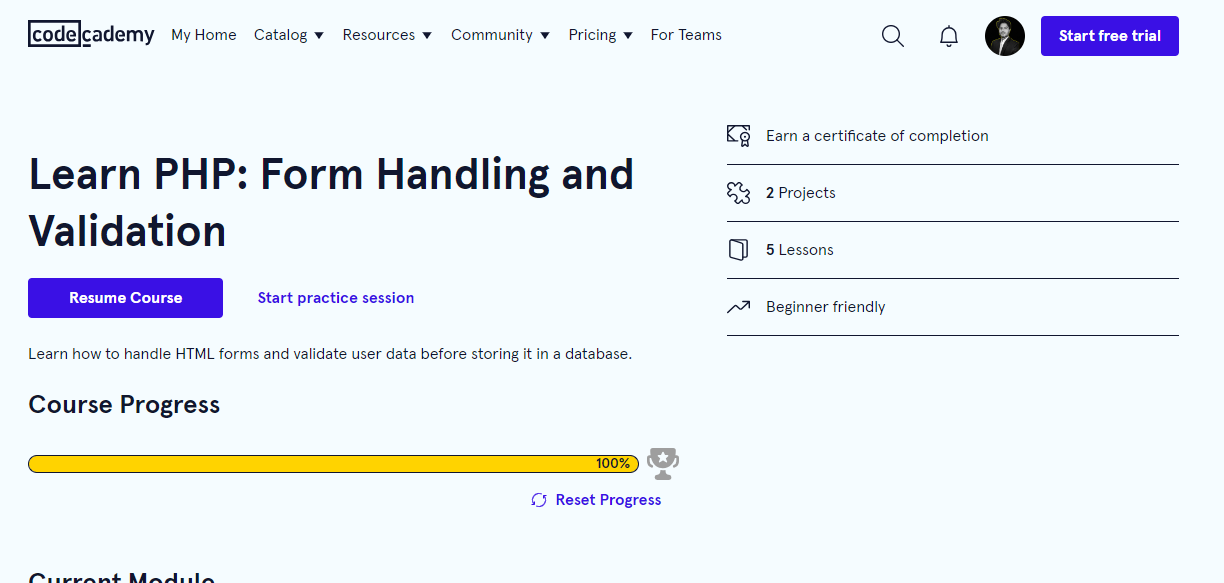 codecademy My Home Catalog Resources Community Pricing For Teams Start free trial
Learn PHP: Form Handling and
Validation
Resume Course Start practice session
Learn how to handle HTML forms and validate user data before storing it in a database.
Course Progress
100%
Reset Progress
Current Module
Earn a certificate of completion
2 Projects
5 Lessons
Beginner friendly